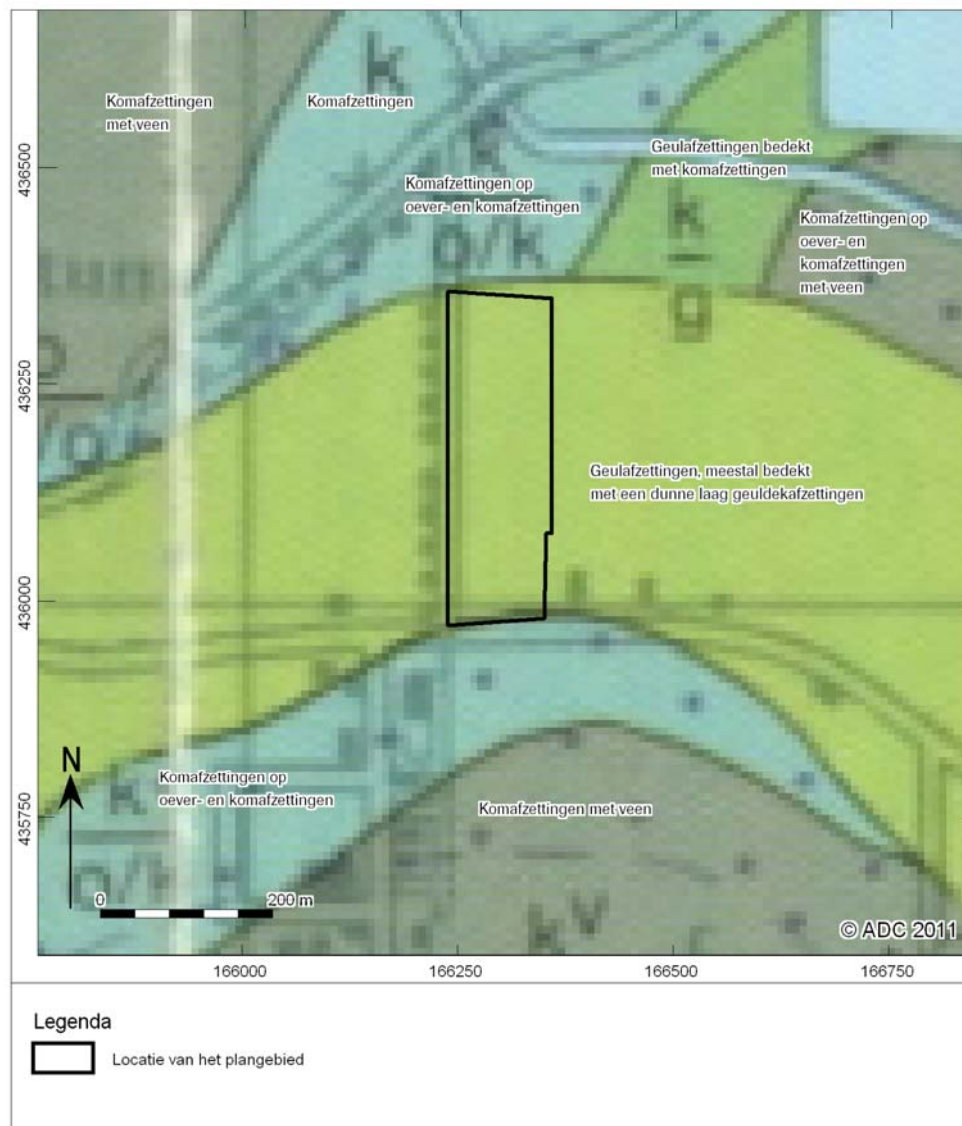 k
Komafzettingen
met veen
Komafzettingen
Geulafzettingen bedekt
met komafzettingen
436500
k
Komafzettingen op
oever- en komafzettingen
k
Komafzettingen op
oever- en
komafzettingen
met veen
o/k
g
436250
Geulafzettingen, meestal bedekt
met een dunne laag geuldekafzettingen
436000
N
Komafzettingen op
oever- en komafzettingen
k
Komafzettingen met veen
435750
o/k
0 200 m
kv
© ADC 2011
166000 166250 166500 166750
Legenda
Locatie van het plangebied